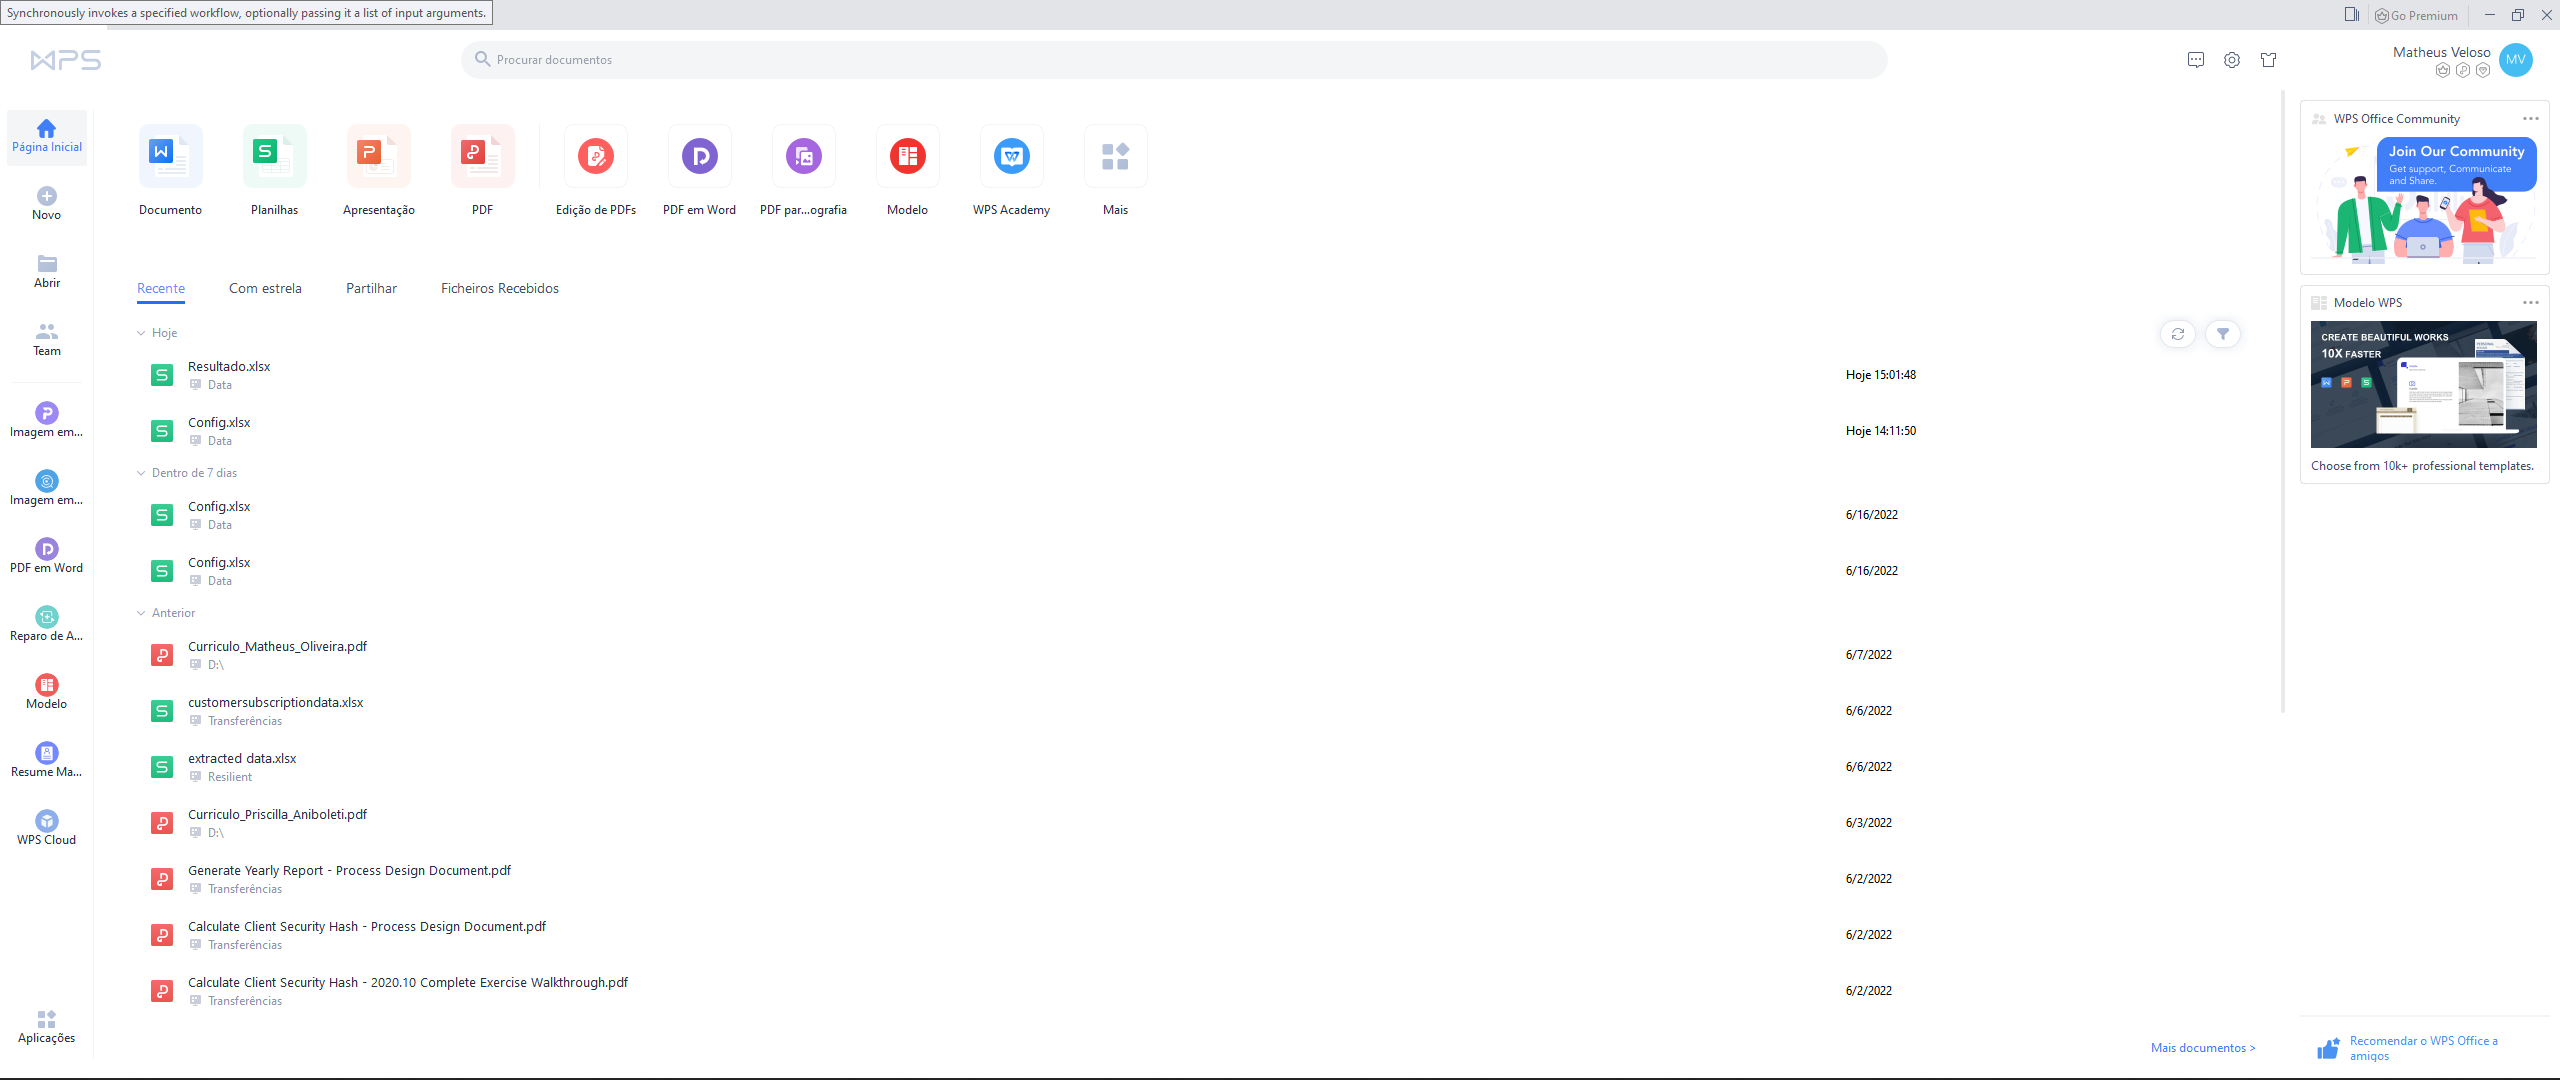 Synchronously invokes a specified workflow, optionally passing it a list of input arguments.
Go Premium
WPS
Procurar documentos
Matheus Veloso
MV
Página Inicial
Novo
Abrir
Team
Imagem em...
Imagem em...
PDF em Word
Reparo de A...
Modelo
Resume Ma...
WPS Cloud
Aplicações
Documento
Planilhas
Apresentação
PDF
Edição de PDFs
PDF em Word
PDF par...ografia
Modelo
WPS Academy
Mais
Recente
Com estrela
Partilhar
Ficheiros Recebidos
Hoje
Resultado.xlsx
Data
Hoje 15:01:48
Config.xlsx
Data
Hoje 14:11:50
Dentro de 7 dias
Config.xlsx
Data
6/16/2022
Config.xlsx
Data
6/16/2022
Anterior
Curriculo_Matheus_Oliveira.pdf
D:\
6/7/2022
customersubscriptiondata.xlsx
Transferências
6/6/2022
extracted data.xlsx
Resilient
6/6/2022
Curriculo_Priscilla_Aniboleti.pdf
D:\
6/3/2022
Generate Yearly Report - Process Design Document.pdf
Transferências
6/2/2022
Calculate Client Security Hash - Process Design Document.pdf
Transferências
6/2/2022
Calculate Client Security Hash - 2020.10 Complete Exercise Walkthrough.pdf
Transferências
6/2/2022
Mais documentos >
WPS Office Community
Join Our Community
Get support, Communicate
and Share.
Modelo WPS
CREATE BEAUTIFUL WORKS
10X FASTER
Choose from 10k+ professional templates.
Recomendar o WPS Office a
amigos